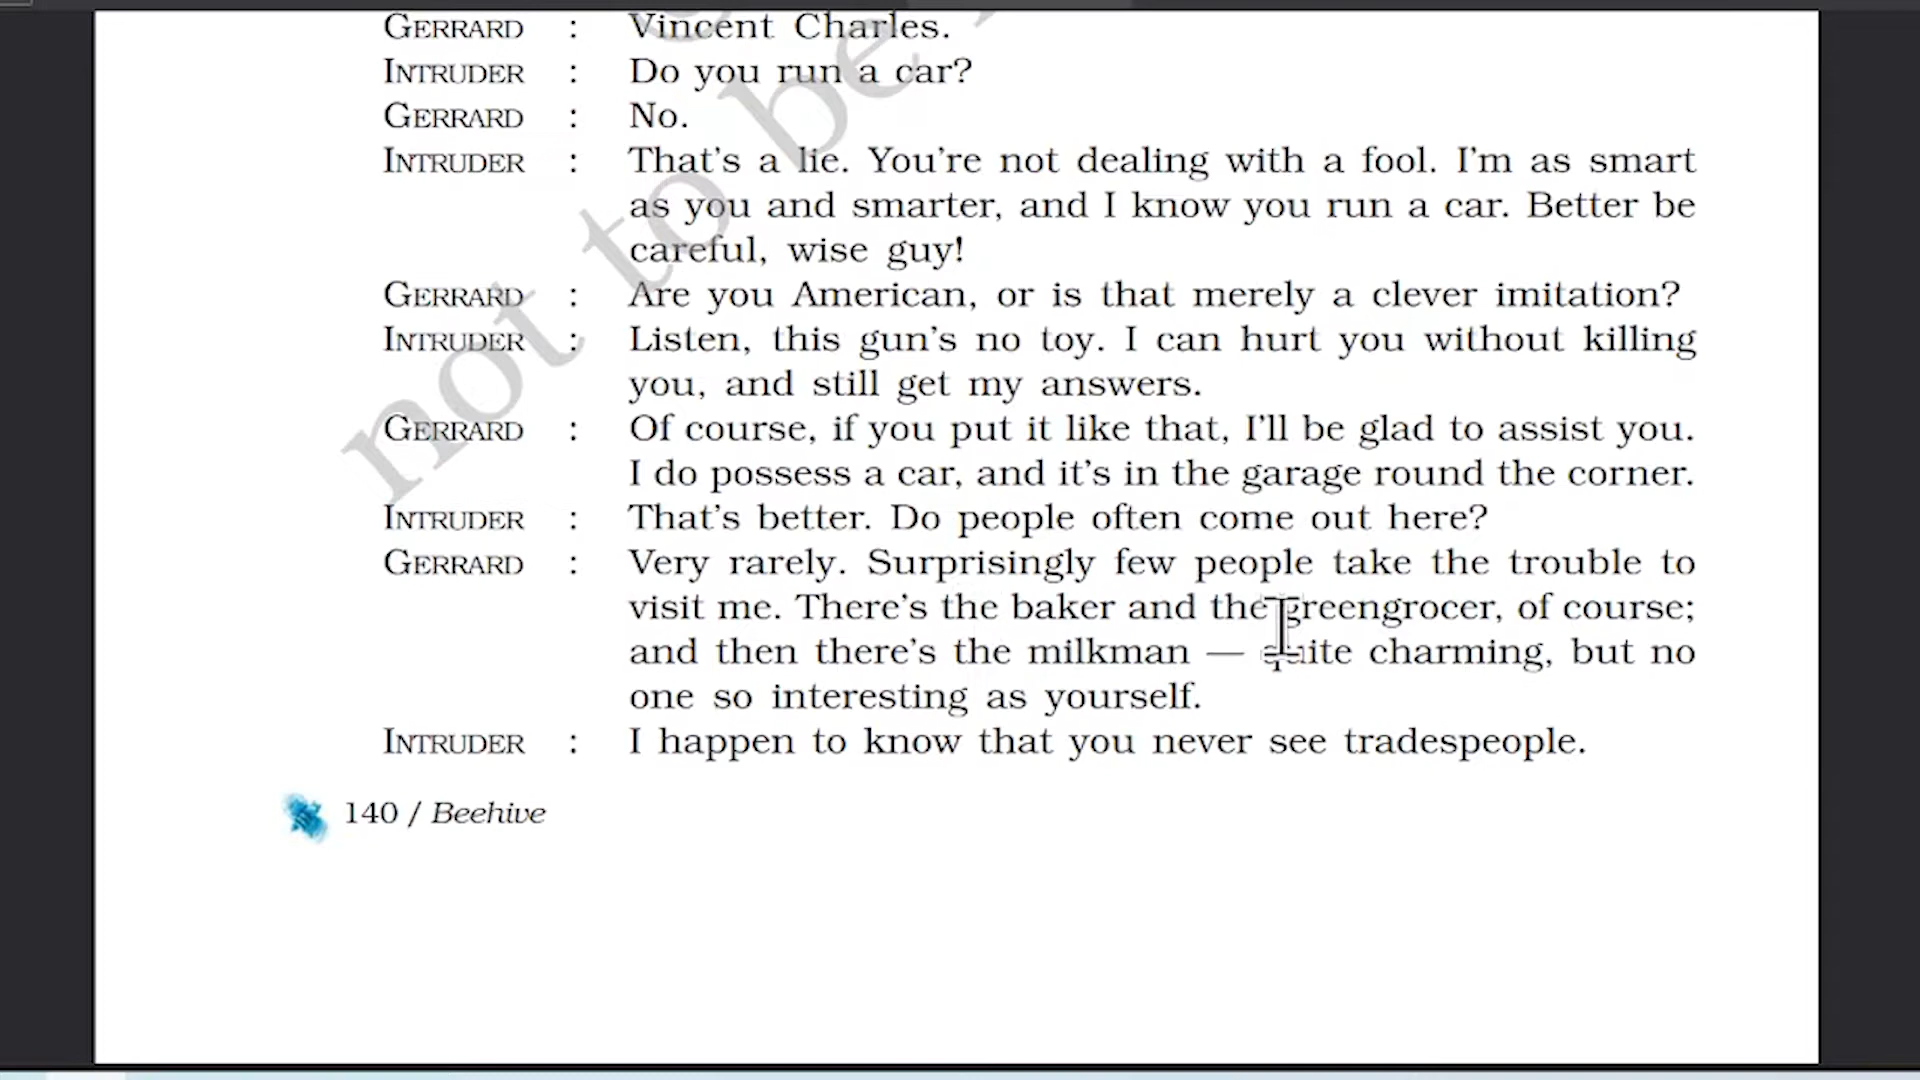 GERRARD : Vincent Charles.
INTRUDER : Do you run a car?
GERRARD : No.
INTRUDER : That's a lie. You're not dealing with a fool. I'm as smart
as you and smarter, and I know you run a car. Better be
careful, wise guy!
GERRARD : Are you American, or is that merely a clever imitation?
INTRUDER : Listen, this gun's no toy. I can hurt you without killing
you, and still get my answers.
GERRARD : Of course, if you put it like that, I'll be glad to assist you.
I do possess a car, and it's in the garage round the corner.
INTRUDER : That's better. Do people often come out here?
GERRARD : Very rarely. Surprisingly few people take the trouble to
visit me. There's the baker and the greengrocer, of course;
and then there's the milkman — quite charming, but no
one so interesting as yourself.
INTRUDER : I happen to know that you never see tradespeople.
140 / Beehive
not to be